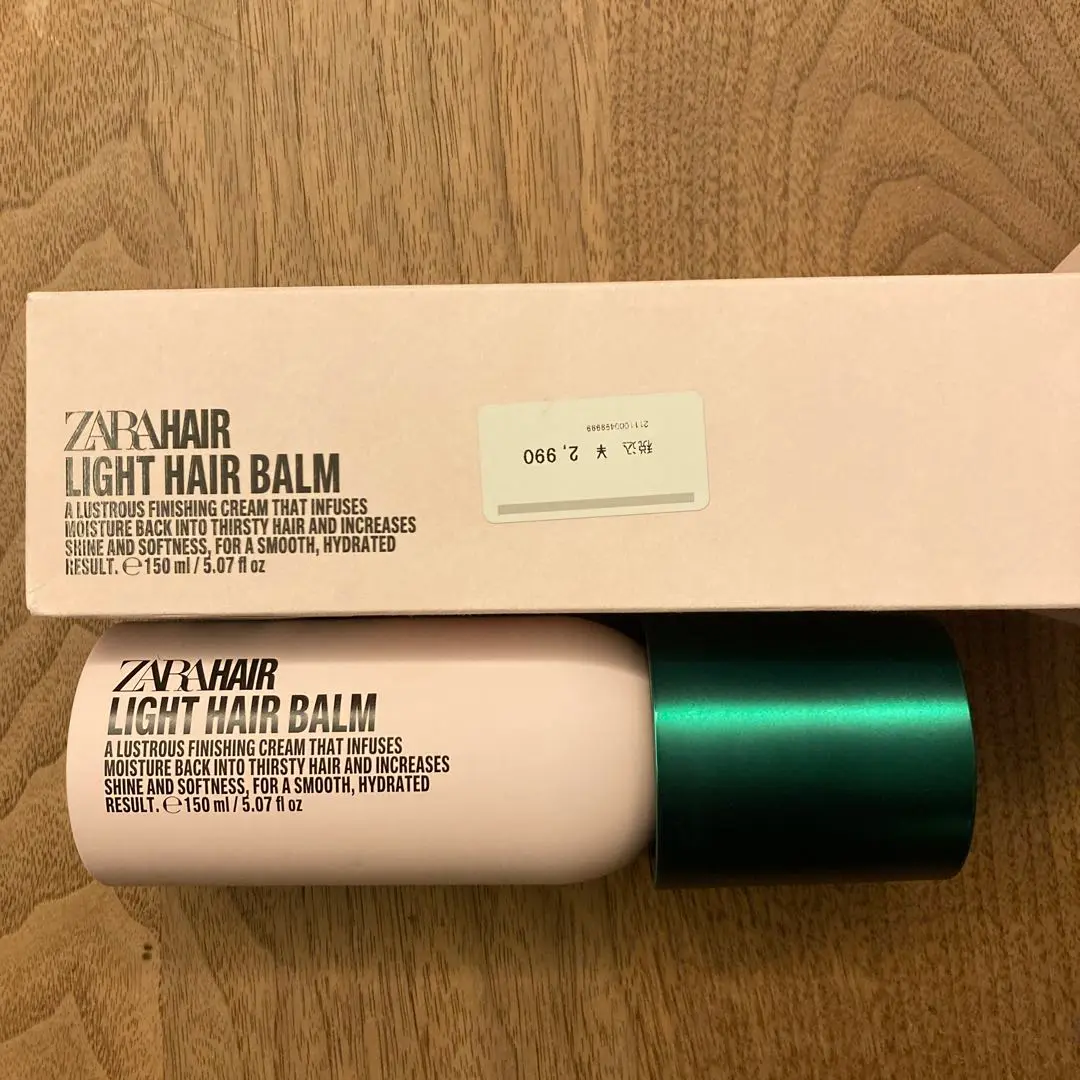 ZARAHAIR
LIGHT HAIR BALM
A LUSTROUS FINISHING CREAM THAT INFUSES
MOISTURE BACK INTO THIRSTY HAIR AND INCREASES
SHINE AND SOFTNESS, FOR A SMOOTH, HYDRATED
RESULT. ℮150 ml / 5.07 fl oz
税込 ¥ 2,990
ZARAHAIR
LIGHT HAIR BALM
A LUSTROUS FINISHING CREAM THAT INFUSES
MOISTURE BACK INTO THIRSTY HAIR AND INCREASES
SHINE AND SOFTNESS, FOR A SMOOTH, HYDRATED
RESULT. ℮150 ml / 5.07 fl oz